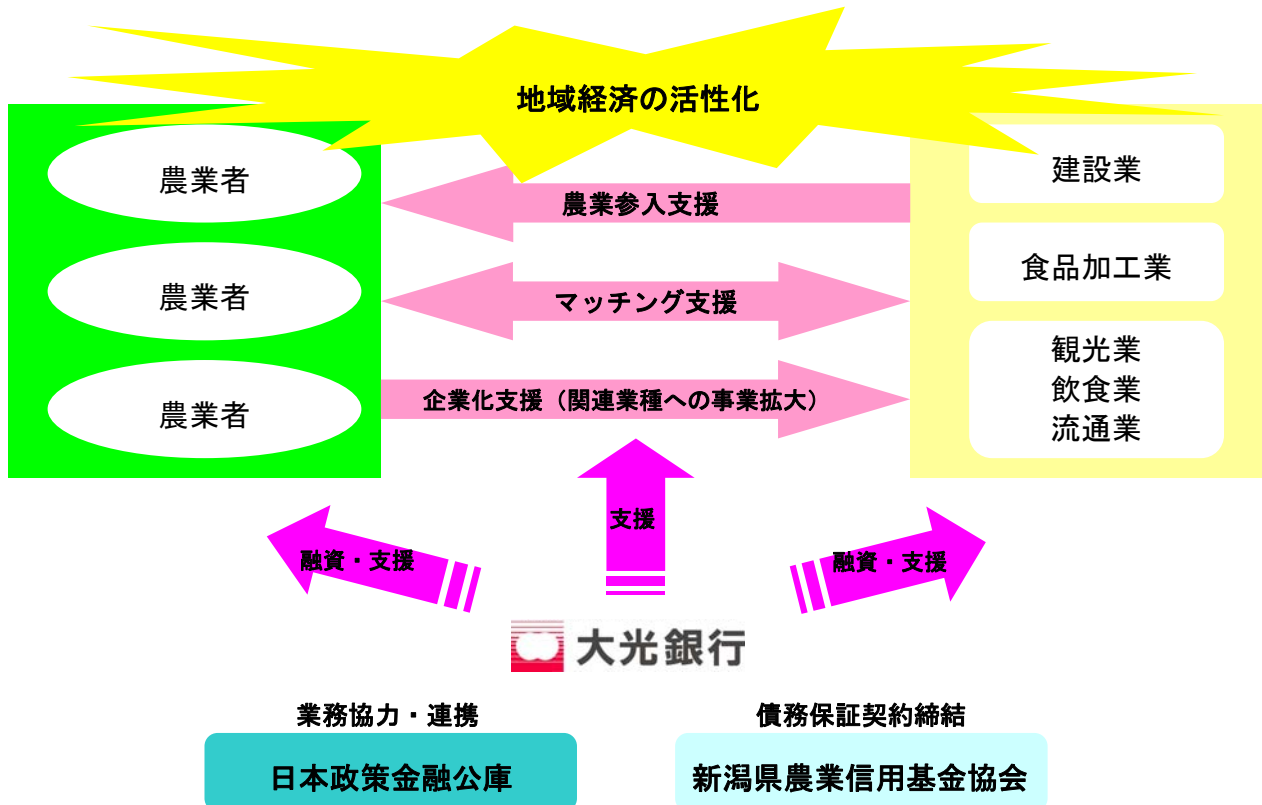 地域経済の活性化
農業者
農業参入支援
建設業
農業者
マッチング支援
食品加工業
農業者
企業化支援（関連業種への事業拡大）
観光業
飲食業
流通業
融資・支援
支援
融資・支援
大光銀行
業務協力・連携
債務保証契約締結
日本政策金融公庫
新潟県農業信用基金協会